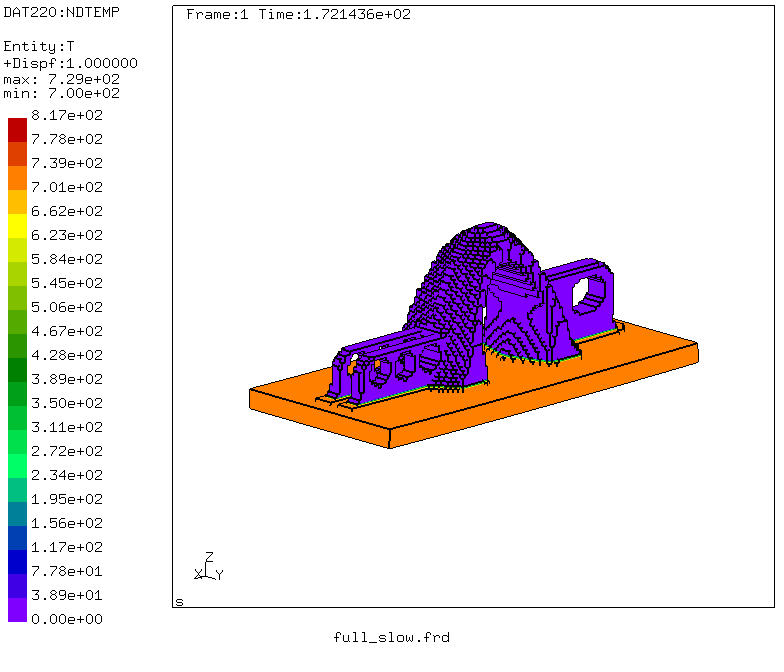 DAT220:NDTEMP
Entity:T
+Dispf:1.000000
max: 7.29e+02
min: 7.00e+02
8.17e+02
7.78e+02
7.39e+02
7.01e+02
6.62e+02
6.23e+02
5.84e+02
5.45e+02
5.06e+02
4.67e+02
4.28e+02
3.89e+02
3.50e+02
3.11e+02
2.72e+02
2.34e+02
1.95e+02
1.56e+02
1.17e+02
7.78e+01
3.89e+01
0.00e+00
Frame:1 Time:1.721436e+02
Z
X Y
s
full_slow.frd